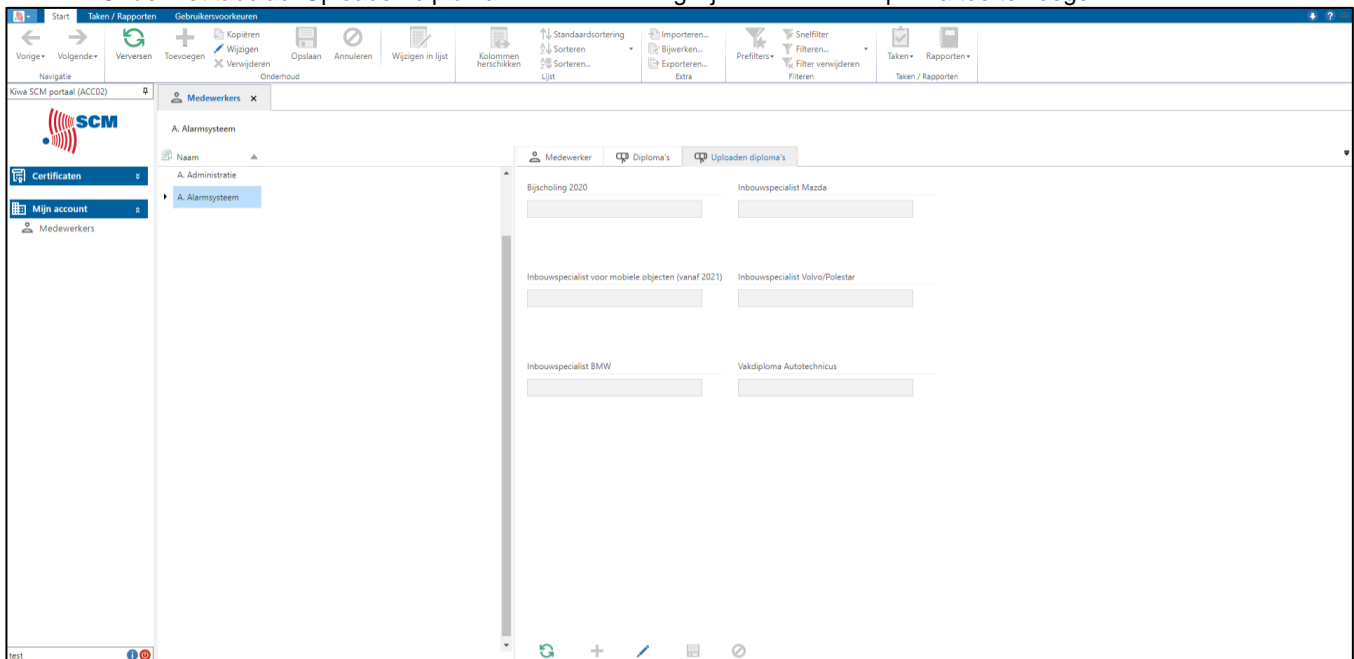 Start Taken / Rapporten Gebruikersvoorkeuren
Vorige Volgende Verversen Toevoegen Kopiëren Wijzigen Verwijderen Opslaan Annuleren Wijzigen in lijst Kolommen herschikken Standaardsortering Sorteren Sorteren... Importeren... Bijwerken... Exporteren... Prefilters Snelfilter Filteren... Filter verwijderen Taken Rapporten
Navigatie Onderhoud Lijst Extra Filteren Taken / Rapporten
Kiwa SCM portaal (ACC02)
Medewerkers X
SCM
A. Alarmsysteem
Naam
Medewerker Diploma's Uploaden diploma's
Certificaten
A. Administratie
A. Alarmsysteem
Mijn account
Medewerkers
Bijscholing 2020 Inbouwspecialist Mazda
Inbouwspecialist voor mobiele objecten (vanaf 2021) Inbouwspecialist Volvo/Polestar
Inbouwspecialist BMW Vakdiploma Autotechnicus
test